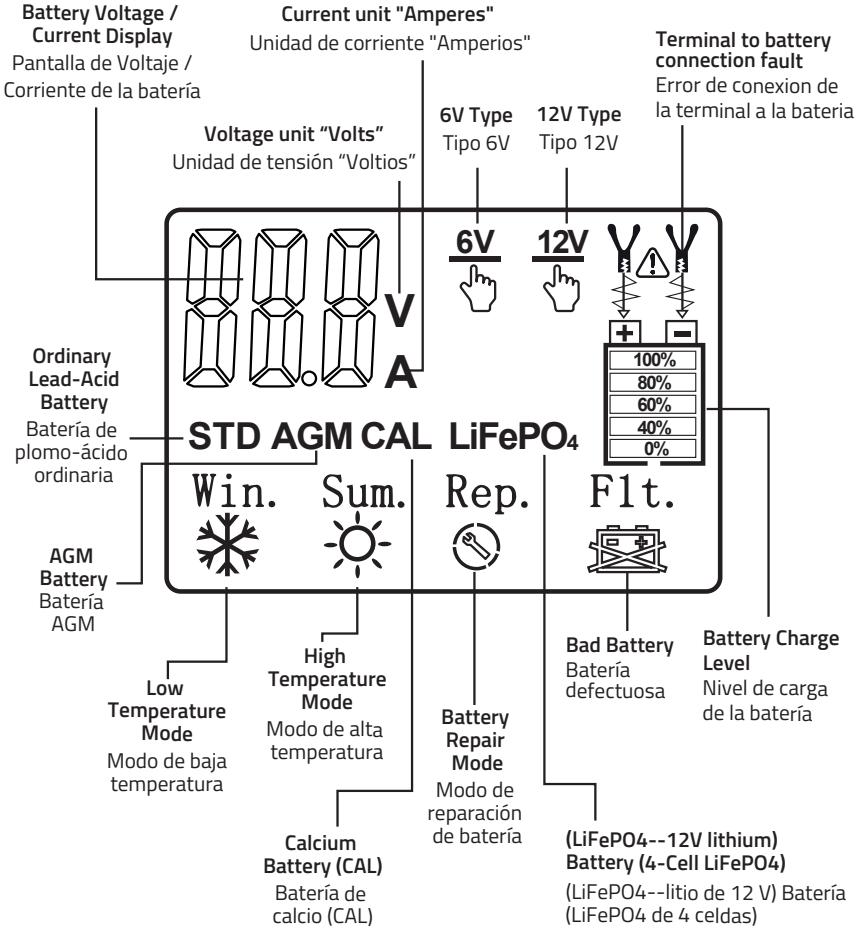 Battery Voltage /
Current Display
Pantalla de Voltaje /
Corriente de la batería
Current unit "Amperes"
Unidad de corriente "Amperios"
Voltage unit “Volts”
Unidad de tensión “Voltios”
6V Type
Tipo 6V
12V Type
Tipo 12V
Terminal to battery
connection fault
Error de conexion de
la terminal a la bateria
6V
12V
V
A
+
-
100%
80%
60%
40%
0%
Ordinary
Lead-Acid
Battery
Batería de
plomo-ácido
ordinaria
STD AGM CAL LiFePO4
Win. Sum. Rep. Flt.
AGM
Battery
Batería
AGM
Low
Temperature
Mode
Modo de baja
temperatura
High
Temperature
Mode
Modo de alta
temperatura
Calcium
Battery (CAL)
Batería de
calcio (CAL)
Battery
Repair
Mode
Modo de
reparación
de batería
Bad Battery
Batería
defectuosa
Battery Charge
Level
Nivel de carga
de la batería
(LiFePO4--12V lithium)
Battery (4-Cell LiFePO4)
(LiFePO4--litio de 12 V) Batería
(LiFePO4 de 4 celdas)